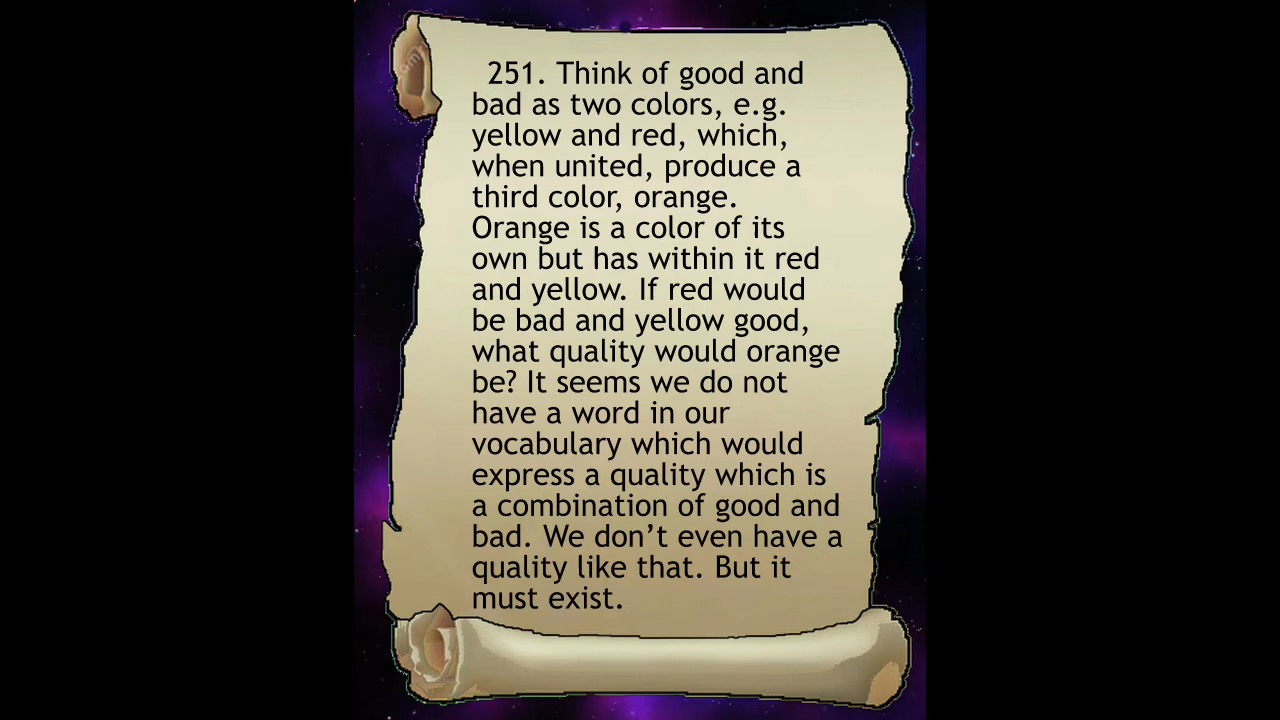 251. Think of good and
bad as two colors, e.g.
yellow and red, which,
when united, produce a
third color, orange.
Orange is a color of its
own but has within it red
and yellow. If red would
be bad and yellow good,
what quality would orange
be? It seems we do not
have a word in our
vocabulary which would
express a quality which is
a combination of good and
bad. We don’t even have a
quality like that. But it
must exist.